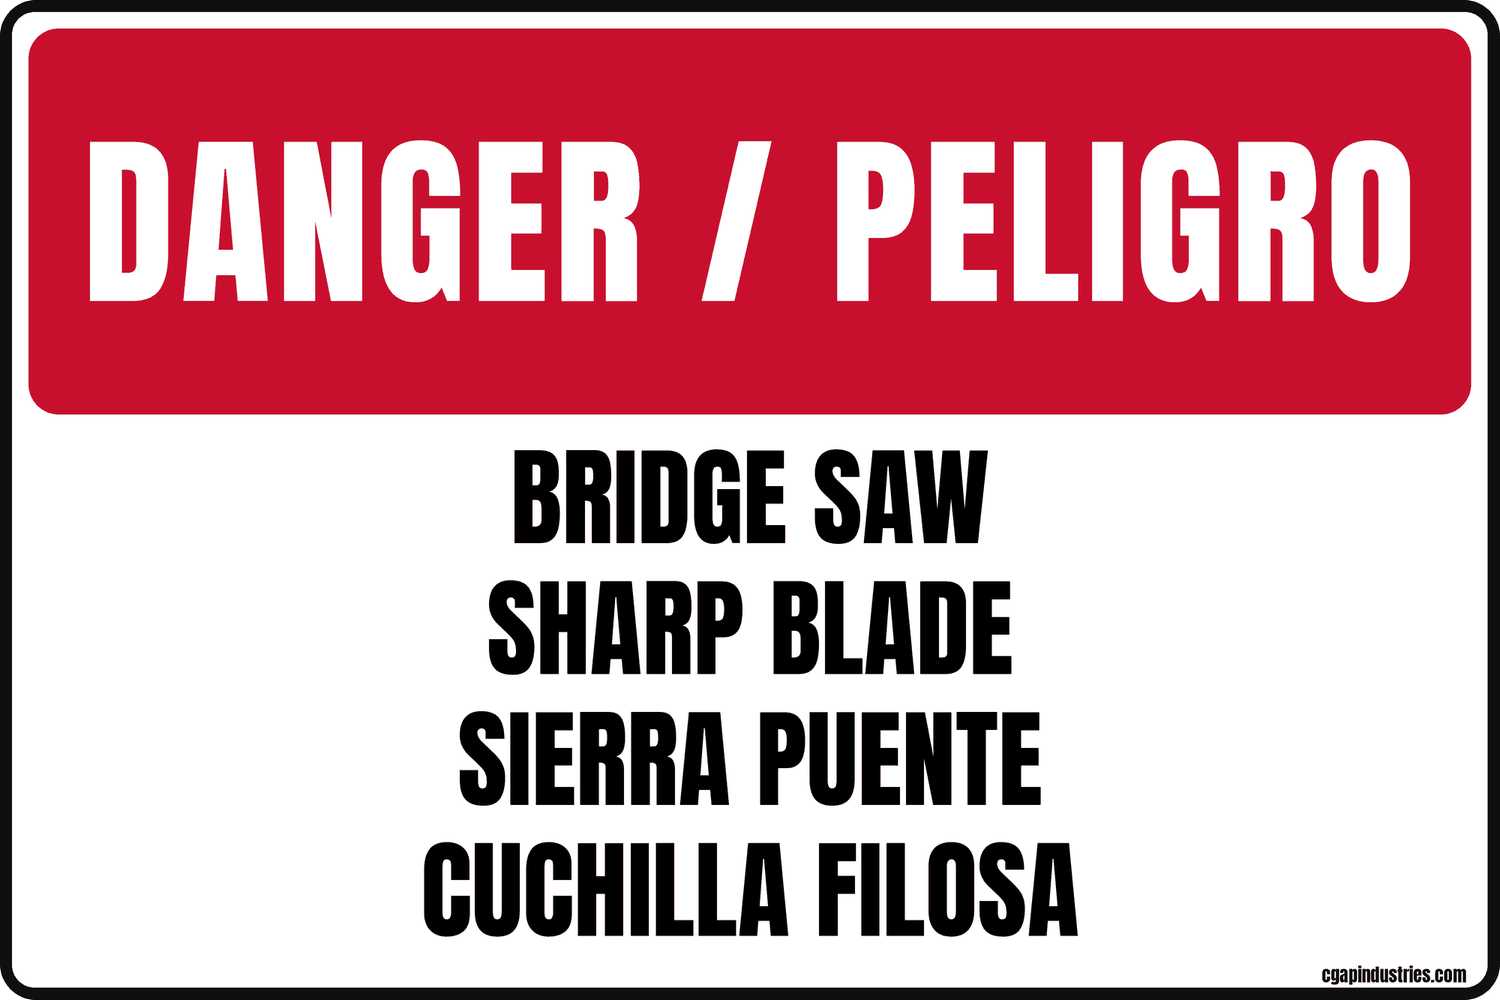 DANGER / PELIGRO
BRIDGE SAW
SHARP BLADE
SIERRA PUENTE
CUCHILLA FILOSA
cgapindustries.com